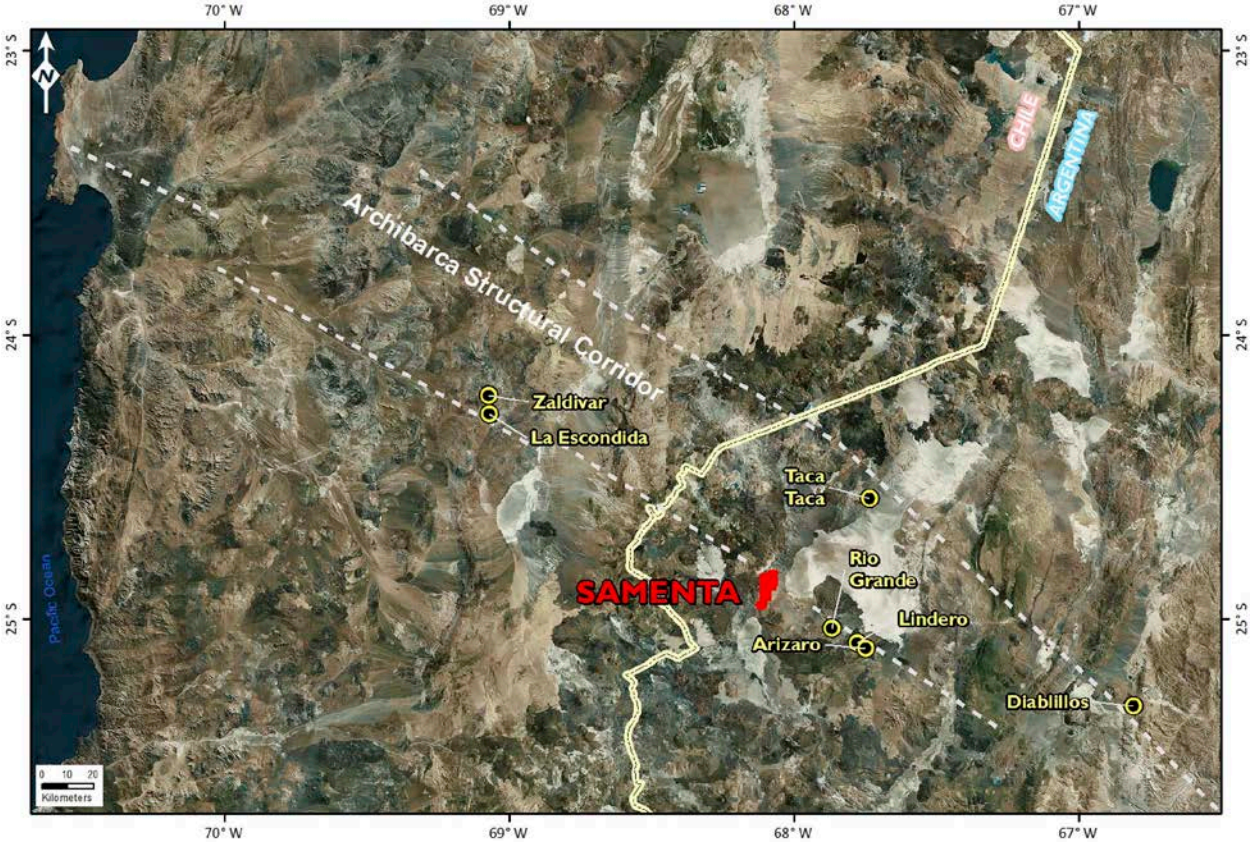 70° W
69° W
68° W
67° W
23° S
23° S
N
CHILE
ARGENTINA
Archibarca Structural Corridor
24° S
24° S
Zaldivar
La Escondida
Taca
Taca
Rio
Grande
SAMENTA
Lindero
Arizaro
25° S
25° S
Pacific Ocean
Diablillos
0 10 20
Kilometers
70° W
69° W
68° W
67° W